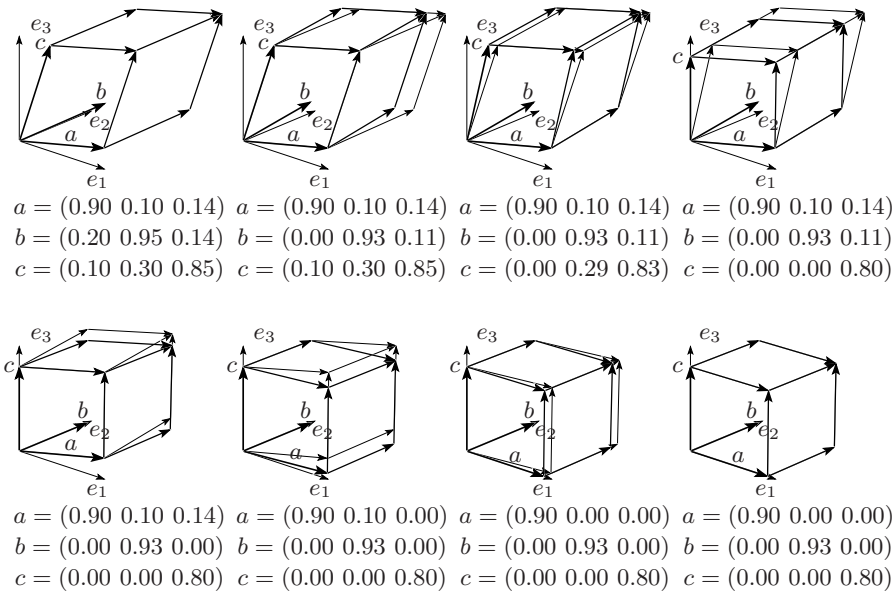 e3
c
b
e2
a
e1
a = (0.90 0.10 0.14)
b = (0.20 0.95 0.14)
c = (0.10 0.30 0.85)
e3
c
b
e2
a
e1
a = (0.90 0.10 0.14)
b = (0.00 0.93 0.11)
c = (0.10 0.30 0.85)
e3
c
b
e2
a
e1
a = (0.90 0.10 0.14)
b = (0.00 0.93 0.11)
c = (0.00 0.29 0.83)
e3
c
b
e2
a
e1
a = (0.90 0.10 0.14)
b = (0.00 0.93 0.11)
c = (0.00 0.00 0.80)
e3
c
b
e2
a
e1
a = (0.90 0.10 0.14)
b = (0.00 0.93 0.00)
c = (0.00 0.00 0.80)
e3
c
b
e2
a
e1
a = (0.90 0.10 0.00)
b = (0.00 0.93 0.00)
c = (0.00 0.00 0.80)
e3
c
b
e2
a
e1
a = (0.90 0.00 0.00)
b = (0.00 0.93 0.00)
c = (0.00 0.00 0.80)
e3
c
b
e2
a
e1
a = (0.90 0.00 0.00)
b = (0.00 0.93 0.00)
c = (0.00 0.00 0.80)